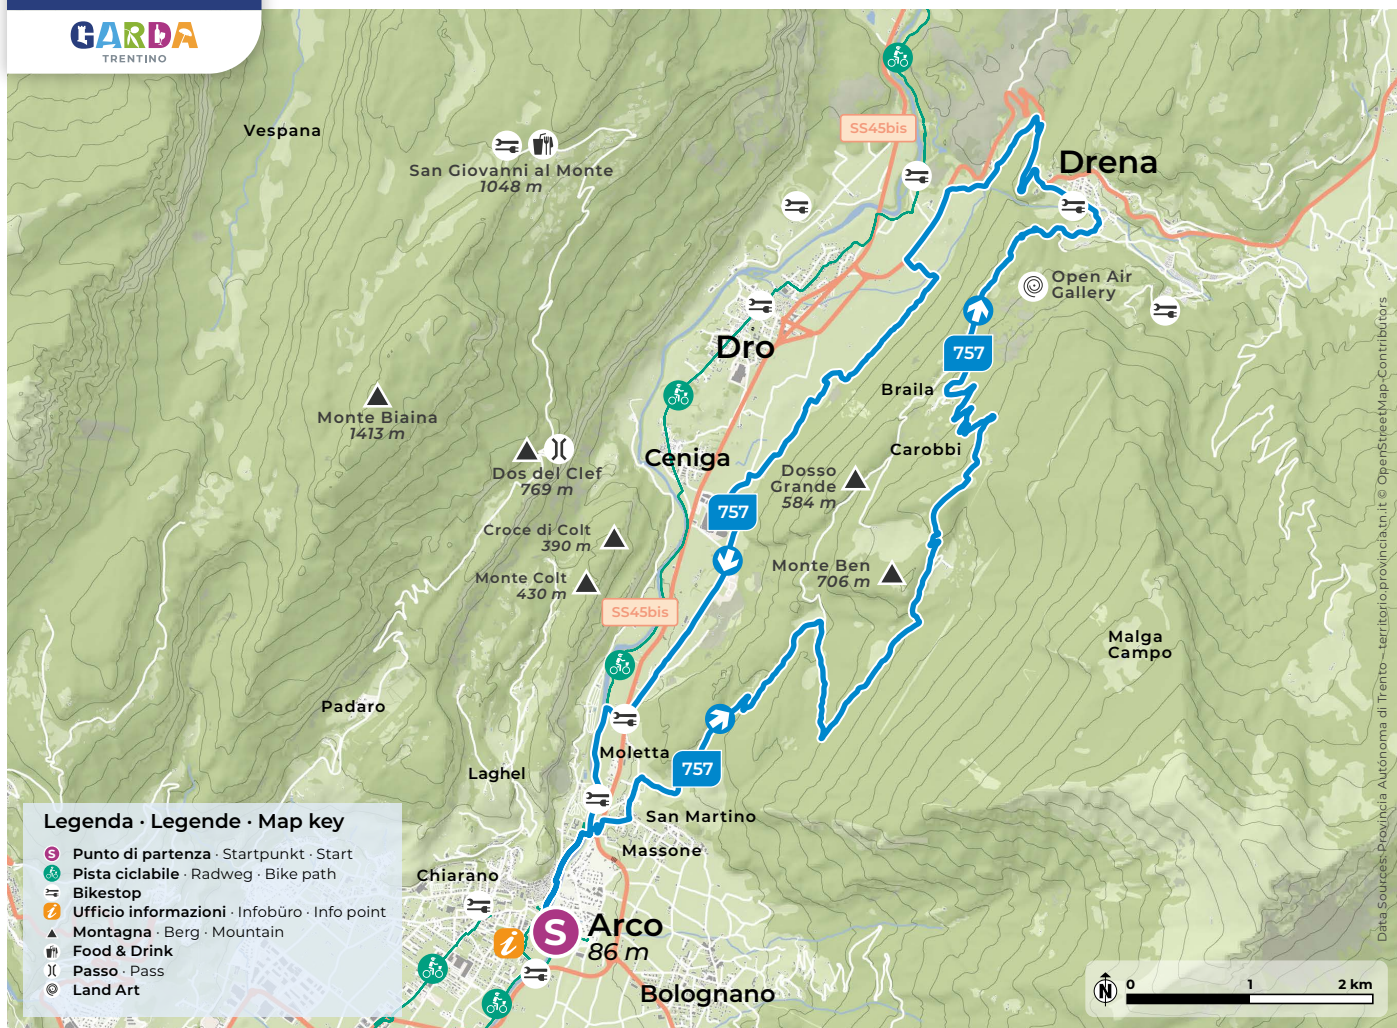 GARDA
TRENTINO
Vespana
San Giovanni al Monte
1048 m
SS45bis
Drena
Open Air
Gallery
757
Dro
Monte Biaina
1413 m
Braila
Carobbi
Ceniga
Dos del Clef
769 m
Dosso
Grande
584 m
757
Croce di Colt
390 m
Monte Colt
430 m
Monte Ben
706 m
SS45bis
Malga
Campo
Padaro
Moletta
757
Laghel
San Martino
Massone
Chiarano
S
Arco
86 m
i
Bolognano
Legenda · Legende · Map key
S Punto di partenza · Startpunkt · Start
Pista ciclabile · Radweg · Bike path
Bikestop
i Ufficio informazioni · Infobüro · Info point
Montagna · Berg · Mountain
Food & Drink
Passo · Pass
Land Art
N
0 1 2 km
Data Sources: Provincia Autónoma di Trento – territorio.provincia.tn.it © OpenStreetMap-Contributors